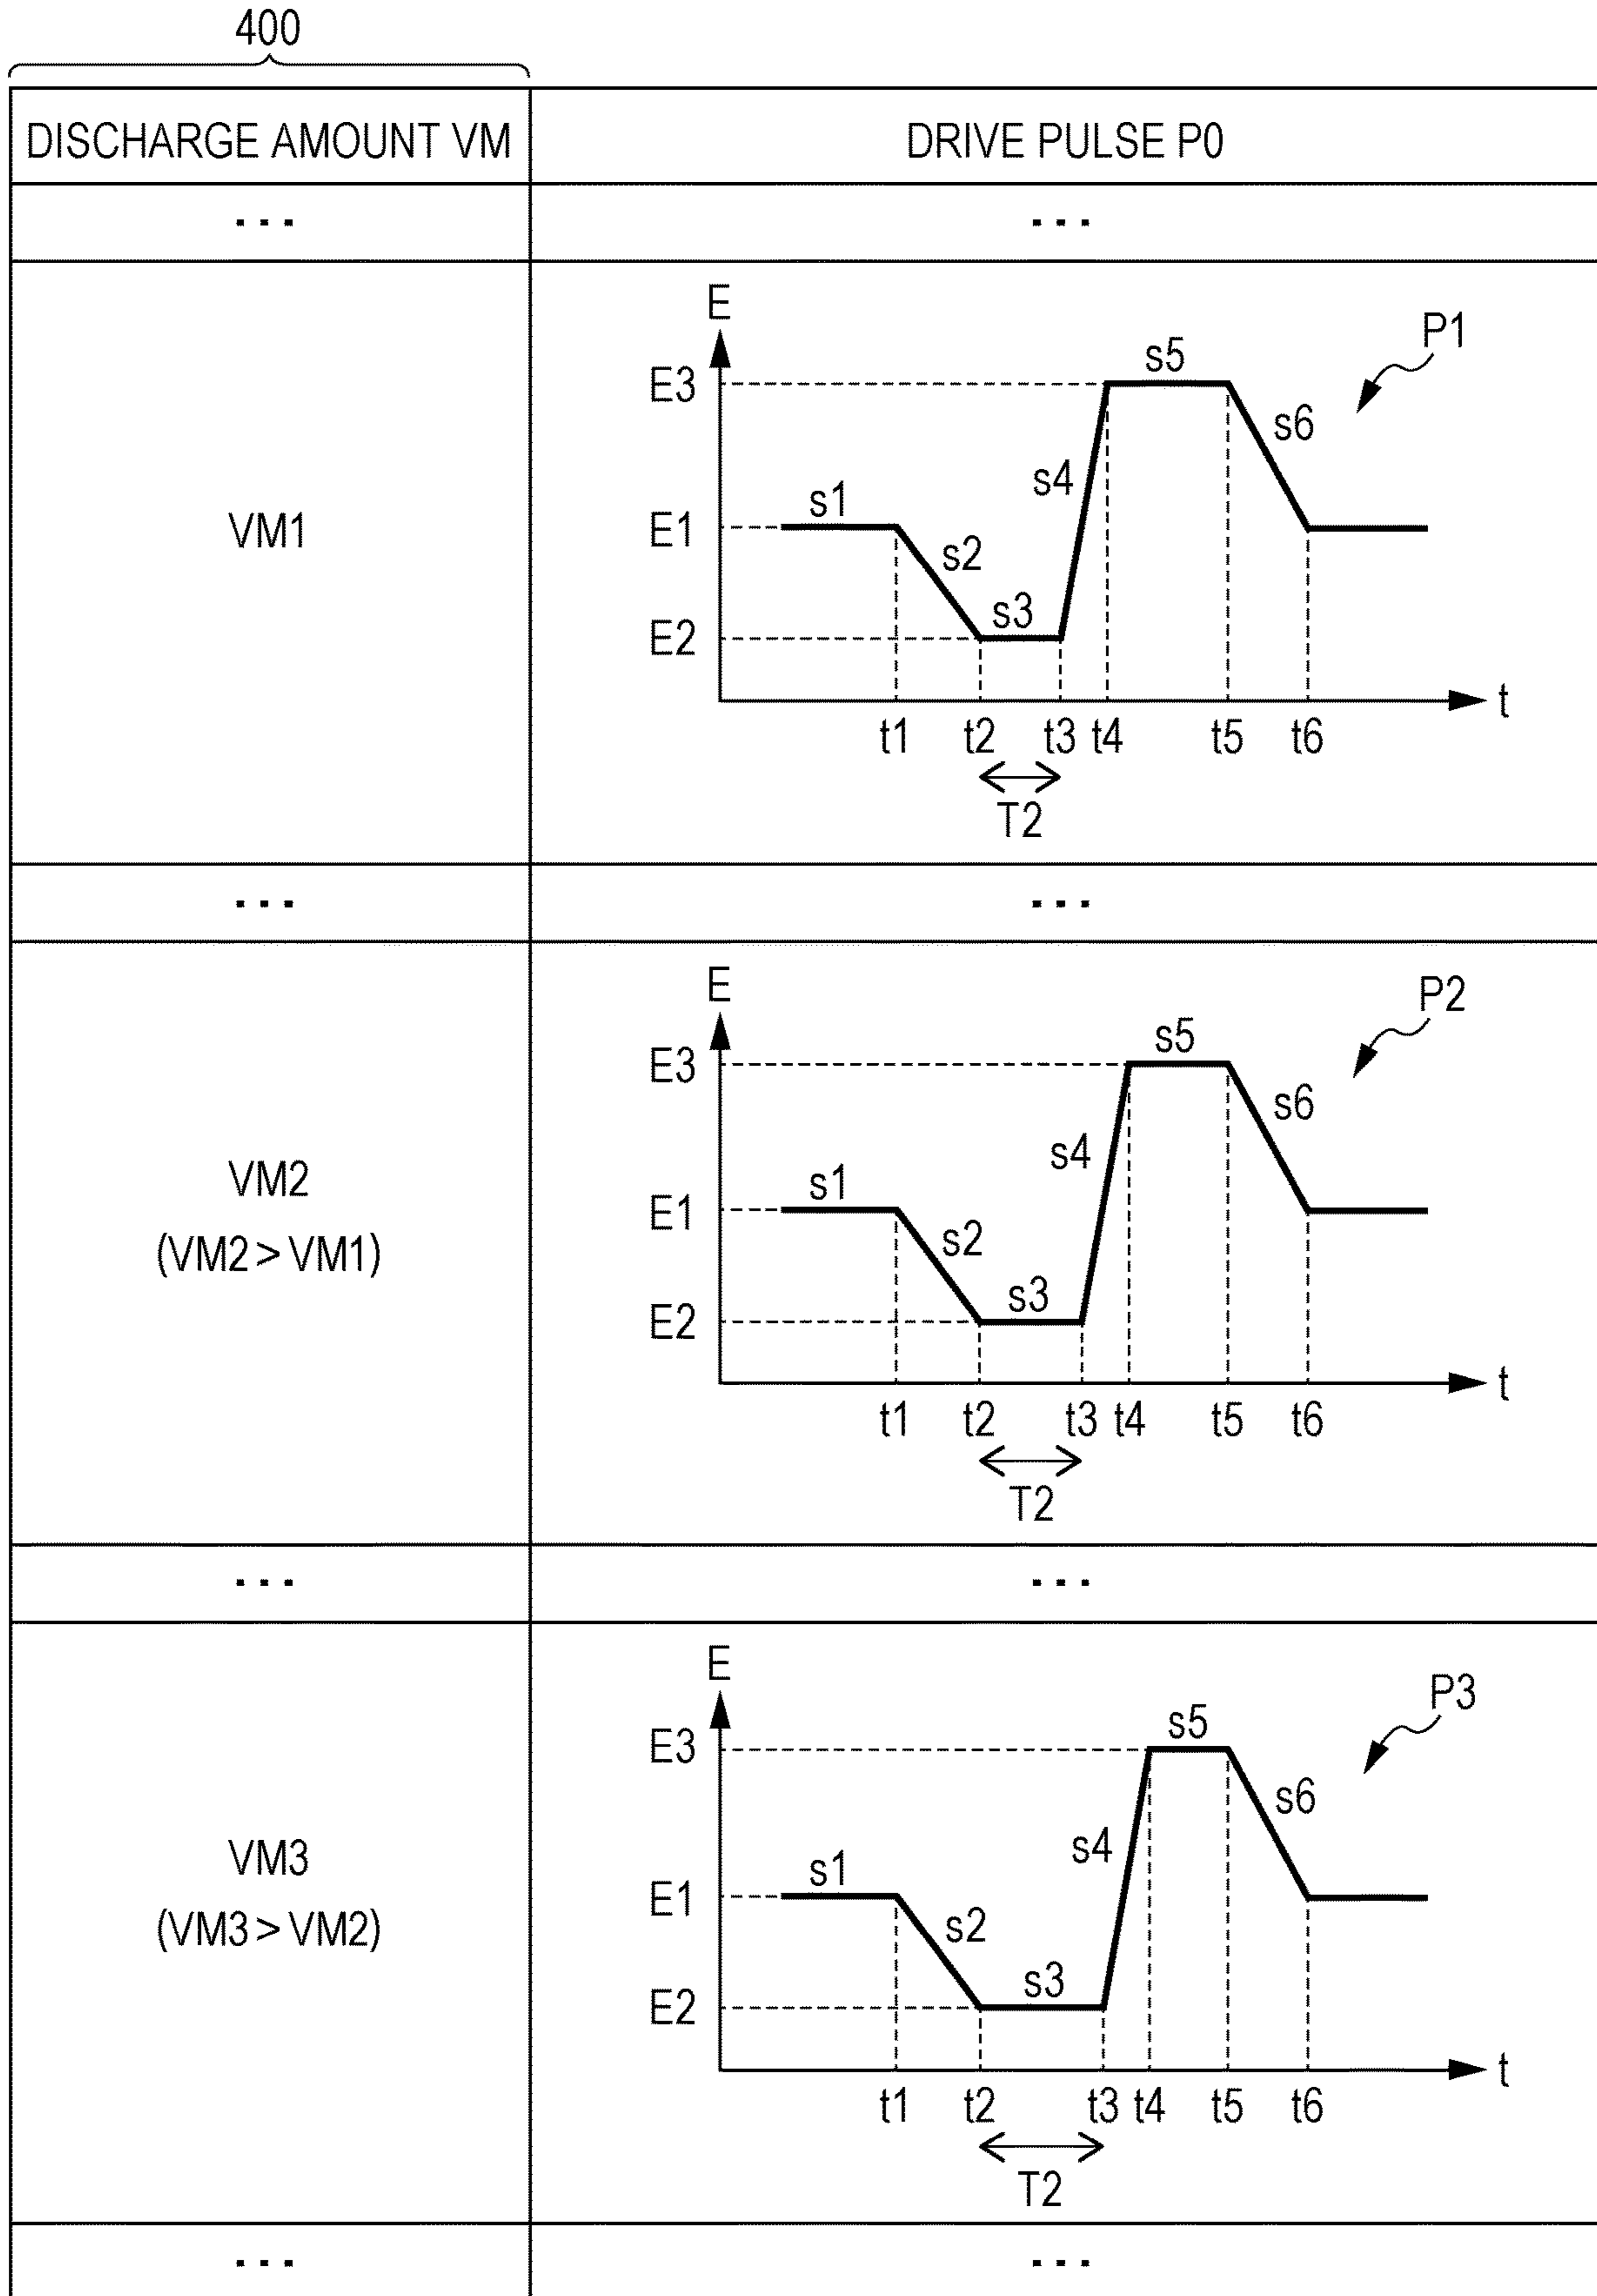 400
DISCHARGE AMOUNT VM DRIVE PULSE P0
... ...
VM1
E
P1
s5
E3
s6
s4
s1
E1
s2
s3
E2
t
t1 t2 t3 t4 t5 t6
T2
... ...
VM2
(VM2 > VM1)
E
P2
s5
E3
s6
s4
s1
E1
s2
s3
E2
t
t1 t2 t3 t4 t5 t6
T2
... ...
VM3
(VM3 > VM2)
E
P3
s5
E3
s6
s4
s1
E1
s2
s3
E2
t
t1 t2 t3 t4 t5 t6
T2
... ...